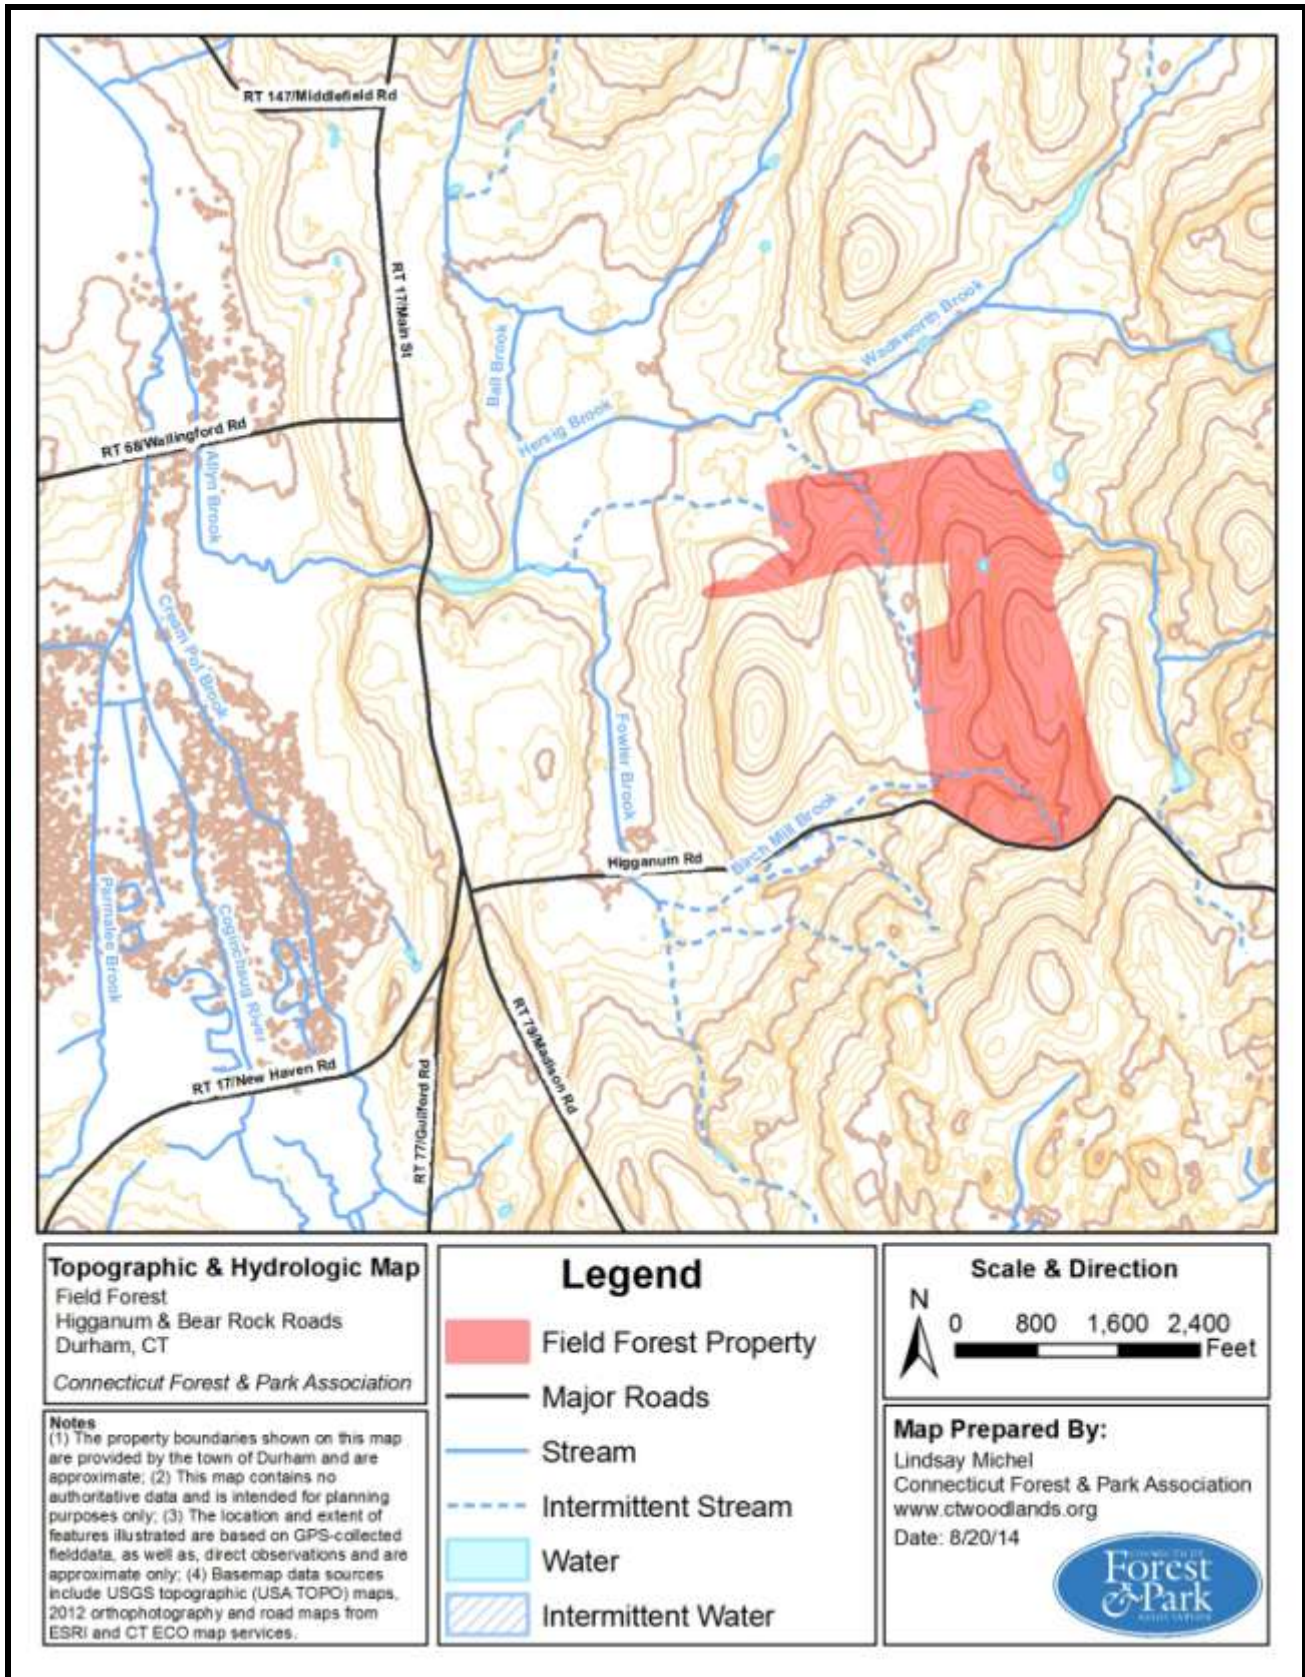 RT 147/Middlefield Rd
RT 17/Main St
Ball Brook
Wadsworth Brook
Hersig Brook
RT 68/Wallingford Rd
Allyn Brook
Cream Pot Brook
Fowler Brook
Birch Mill Brook
Higganum Rd
Parmalee Brook
Coginchaug River
RT 79/Madison Rd
RT 17/New Haven Rd
RT 77/Guilford Rd
Topographic & Hydrologic Map
Field Forest
Higganum & Bear Rock Roads
Durham, CT
Connecticut Forest & Park Association
Notes
(1) The property boundaries shown on this map
are provided by the town of Durham and are
approximate; (2) This map contains no
authoritative data and is intended for planning
purposes only; (3) The location and extent of
features illustrated are based on GPS-collected
fielddata, as well as, direct observations and are
approximate only; (4) Basemap data sources
include USGS topographic (USA TOPO) maps,
2012 orthophotography and road maps from
ESRI and CT ECO map services.
Legend
Field Forest Property
Major Roads
Stream
Intermittent Stream
Water
Intermittent Water
Scale & Direction
N
0 800 1,600 2,400
Feet
Map Prepared By:
Lindsay Michel
Connecticut Forest & Park Association
www.ctwoodlands.org
Date: 8/20/14
CONNECTICUT
Forest
& Park
ASSOCIATION